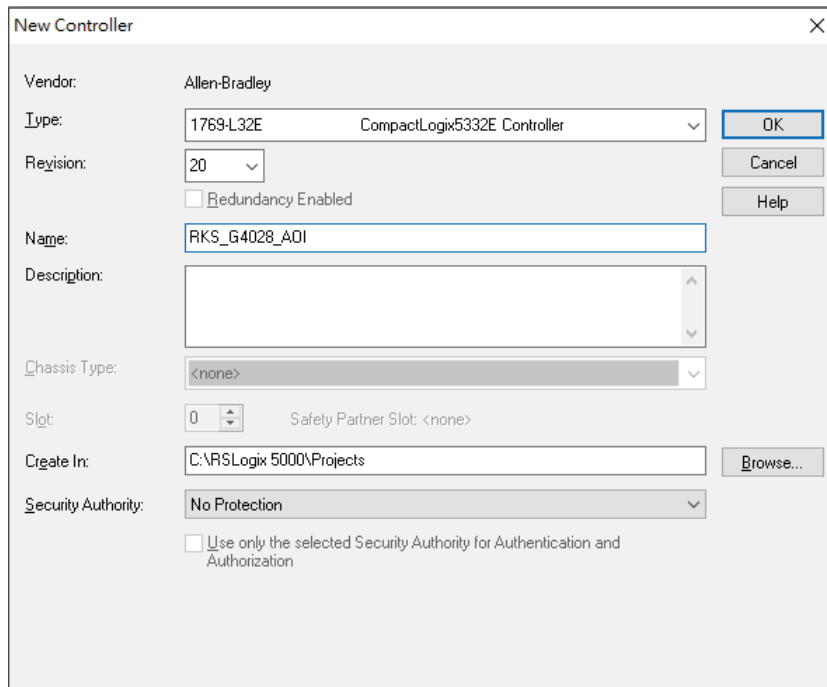 New Controller
Vendor: Allen-Bradley
Type: 1769-L32E CompactLogix5332E Controller OK
Revision: 20 Cancel
Redundancy Enabled Help
Name: RKS_G4028_AOI
Description:
Chassis Type: <none>
Slot: 0 Safety Partner Slot: <none>
Create In: C:\RSLogix 5000\Projects Browse...
Security Authority: No Protection
Use only the selected Security Authority for Authentication and
Authorization